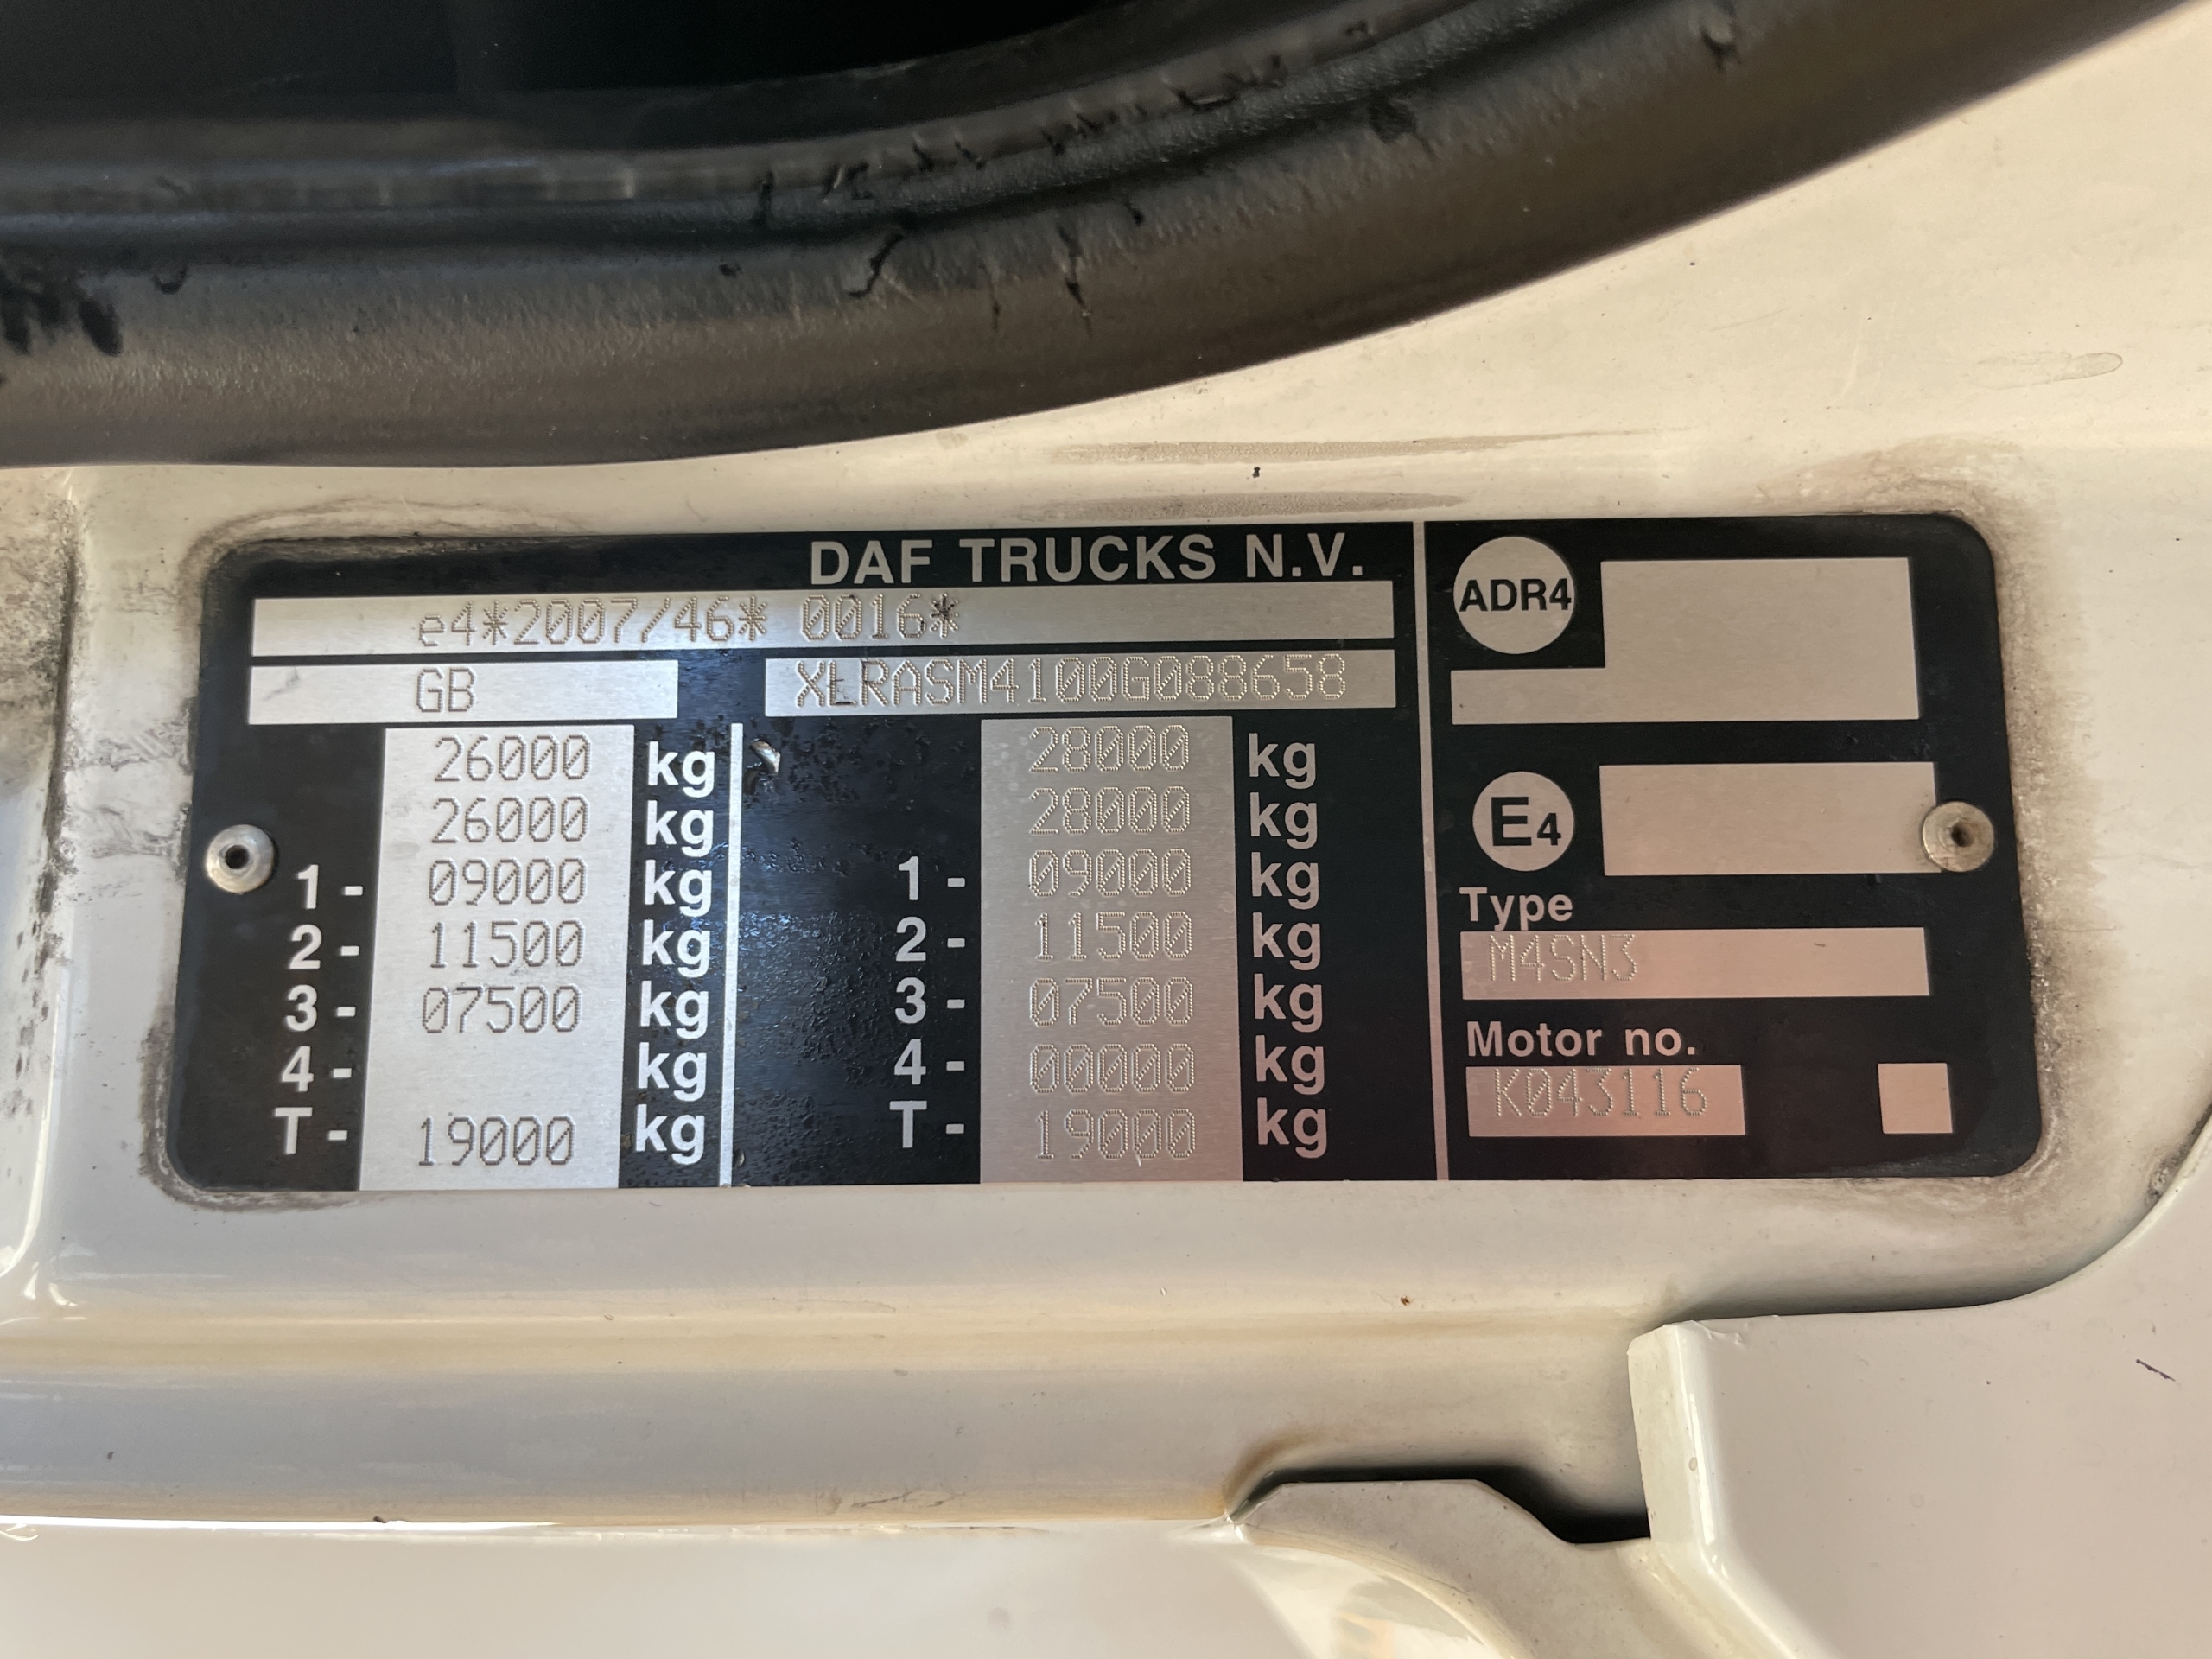 DAF TRUCKS N.V.
e4*2007/46* 0016*
GB XLRASM4100G088658
26000 kg 28000 kg
26000 kg 28000 kg
1- 09000 kg 1- 09000 kg
2- 11500 kg 2- 11500 kg
3- 07500 kg 3- 07500 kg
4- kg 4- 00000 kg
T- 19000 kg T- 19000 kg
ADR4
E4
Type
M4SN3
Motor no.
K043116